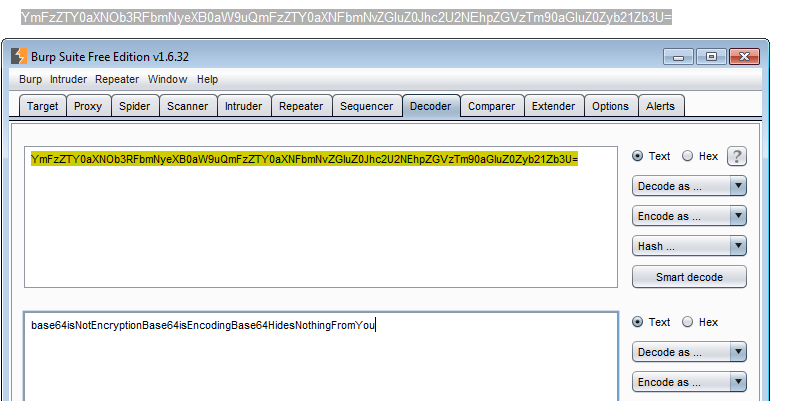 YmFzZTY0aXNOb3RFbmNyeXB0aW9uQmFzZTY0aXNFbmNvZGluZ0Jhc2U2NEhpZGVzTm90aGluZ0Zyb21Zb3U=
Burp Suite Free Edition v1.6.32
Burp Intruder Repeater Window Help
Target Proxy Spider Scanner Intruder Repeater Sequencer Decoder Comparer Extender Options Alerts
YmFzZTY0aXNOb3RFbmNyeXB0aW9uQmFzZTY0aXNFbmNvZGluZ0Jhc2U2NEhpZGVzTm90aGluZ0Zyb21Zb3U=
Text Hex ?
Decode as ...
Encode as ...
Hash ...
Smart decode
base64isNotEncryptionBase64isEncodingBase64HidesNothingFromYou
Text Hex
Decode as ...
Encode as ...